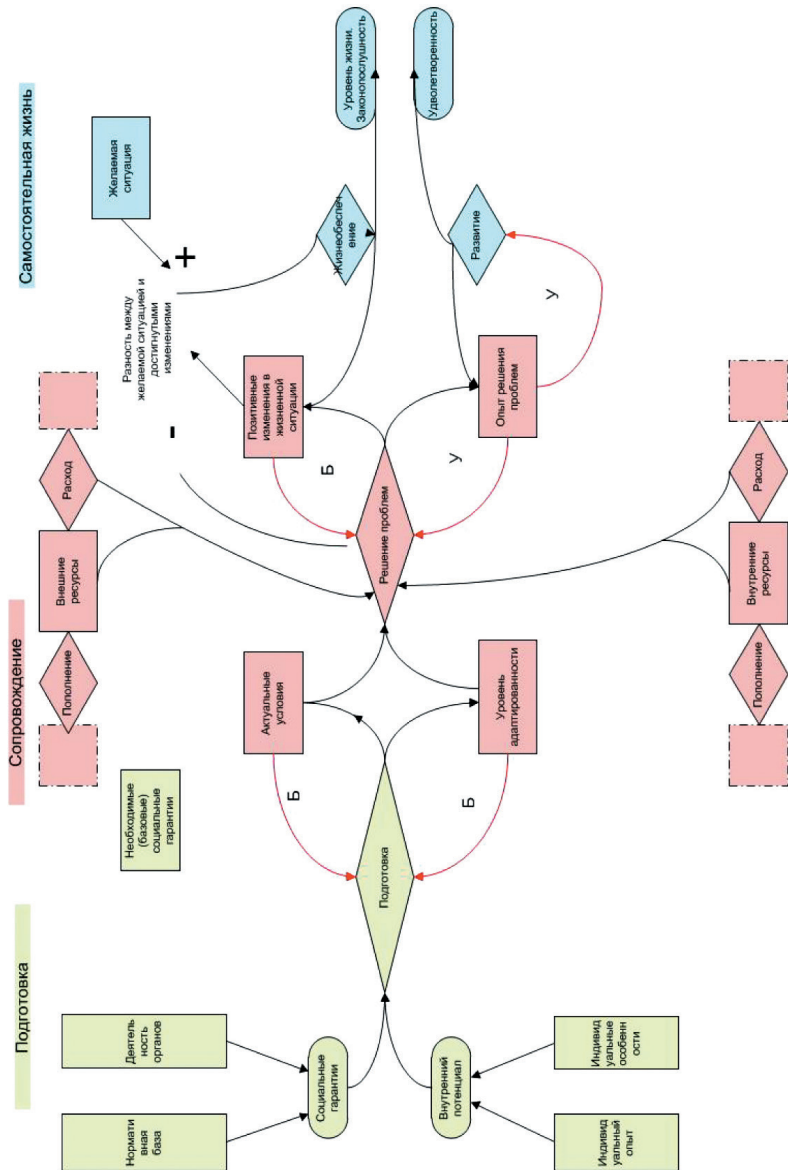 Подготовка
Сопровождение
Самостоятельная жизнь
Нормати
вная
база
Деятель
ность
органов
Социальные
гарантии
Внутренний
потенциал
Индивид
уальный
опыт
Индивид
уальные
особенн
ости
Необходимые
(базовые)
социальные
гарантии
Подготовка
Б
Б
Актуальные
условия
Уровень
адаптированности
Пополнение
Внешние
ресурсы
Расход
Пополнение
Внутренние
ресурсы
Расход
Решение проблем
Б
У
Позитивные
изменения в
жизненной
ситуации
Опыт решения
проблем
У
-
Разность между
желаемой ситуацией и
достигнутыми
изменениями
+
Желаемая
ситуация
Жизнеобеспеч
ение
Развитие
Уровень жизни.
Законопослушность
Удволетворенность